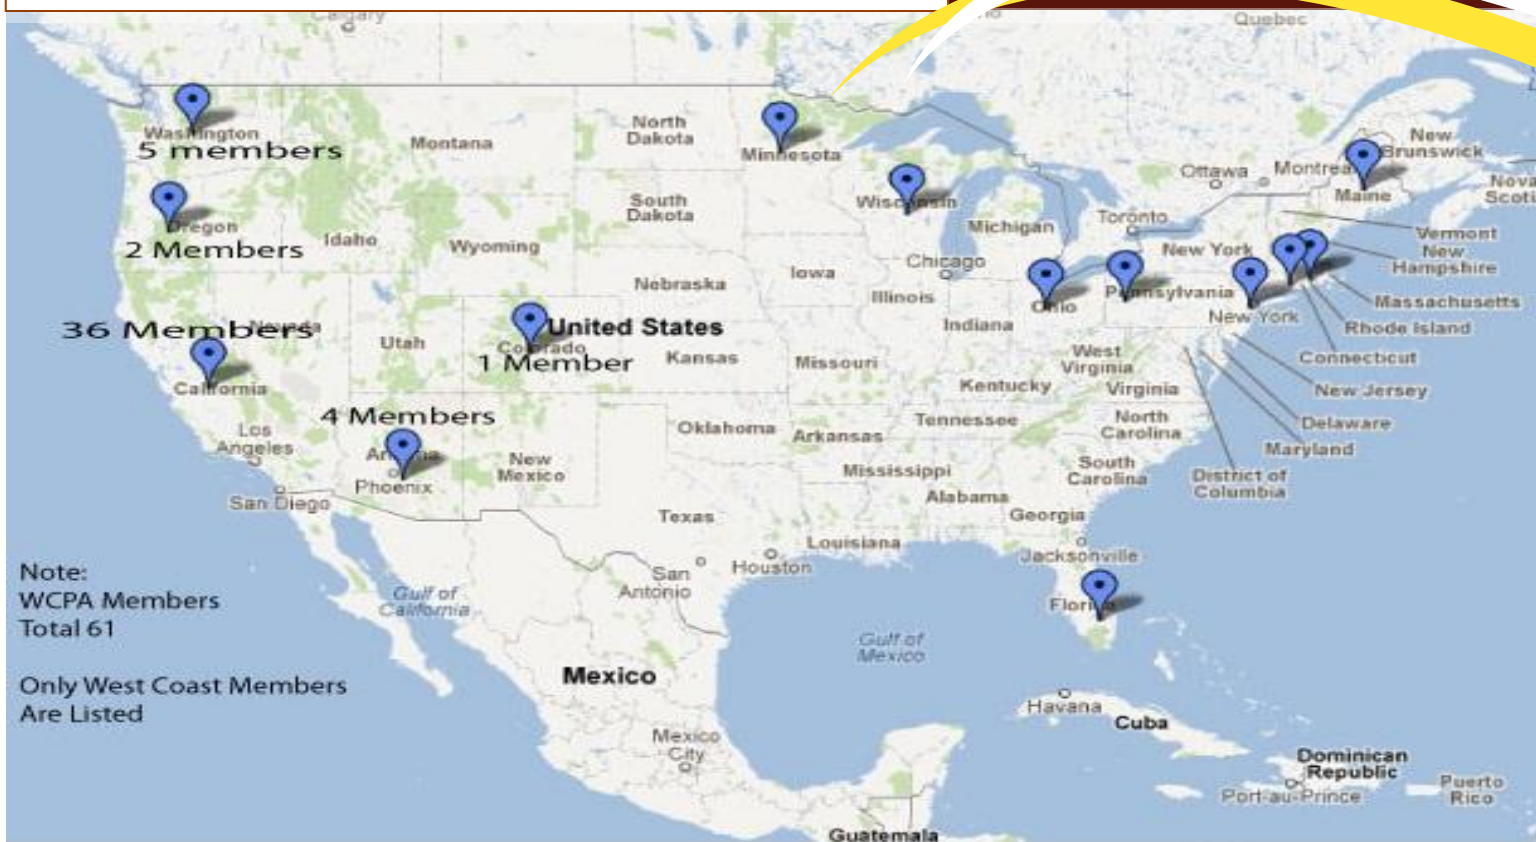 Calgary
Quebec
Washington
5 members
Montana
North
Dakota
Minnesota
New
Brunswick
Ottawa
Montrea
Maine
Nova
Scoti
Oregon
2 Members
Idaho
Wyoming
South
Dakota
Wisconsin
Michigan
Toronto
Vermont
New York
New
Hampshire
Chicago
Iowa
Nebraska
Illinois
Ohio
Pennsylvania
Massachusetts
New York
Rhode Island
36 Members
Nevada
Utah
Colorado
United States
1 Member
Kansas
Missouri
Indiana
West
Virginia
Connecticut
California
Kentucky
Virginia
New Jersey
4 Members
Los
Angeles
Arizona
Phoenix
New
Mexico
Oklahoma
Arkansas
Tennessee
North
Carolina
Delaware
Maryland
San Diego
Mississippi
Alabama
South
Carolina
District of
Columbia
Texas
Georgia
Louisiana
Jacksonville
Houston
San
Antonio
Gulf of
California
Florida
Note:
WCPA Members
Total 61
Gulf of
Mexico
Only West Coast Members
Are Listed
Mexico
Havana
Cuba
Mexico
City
Dominican
Republic
Port-au-Prince
Puerto
Rico
Guatemala